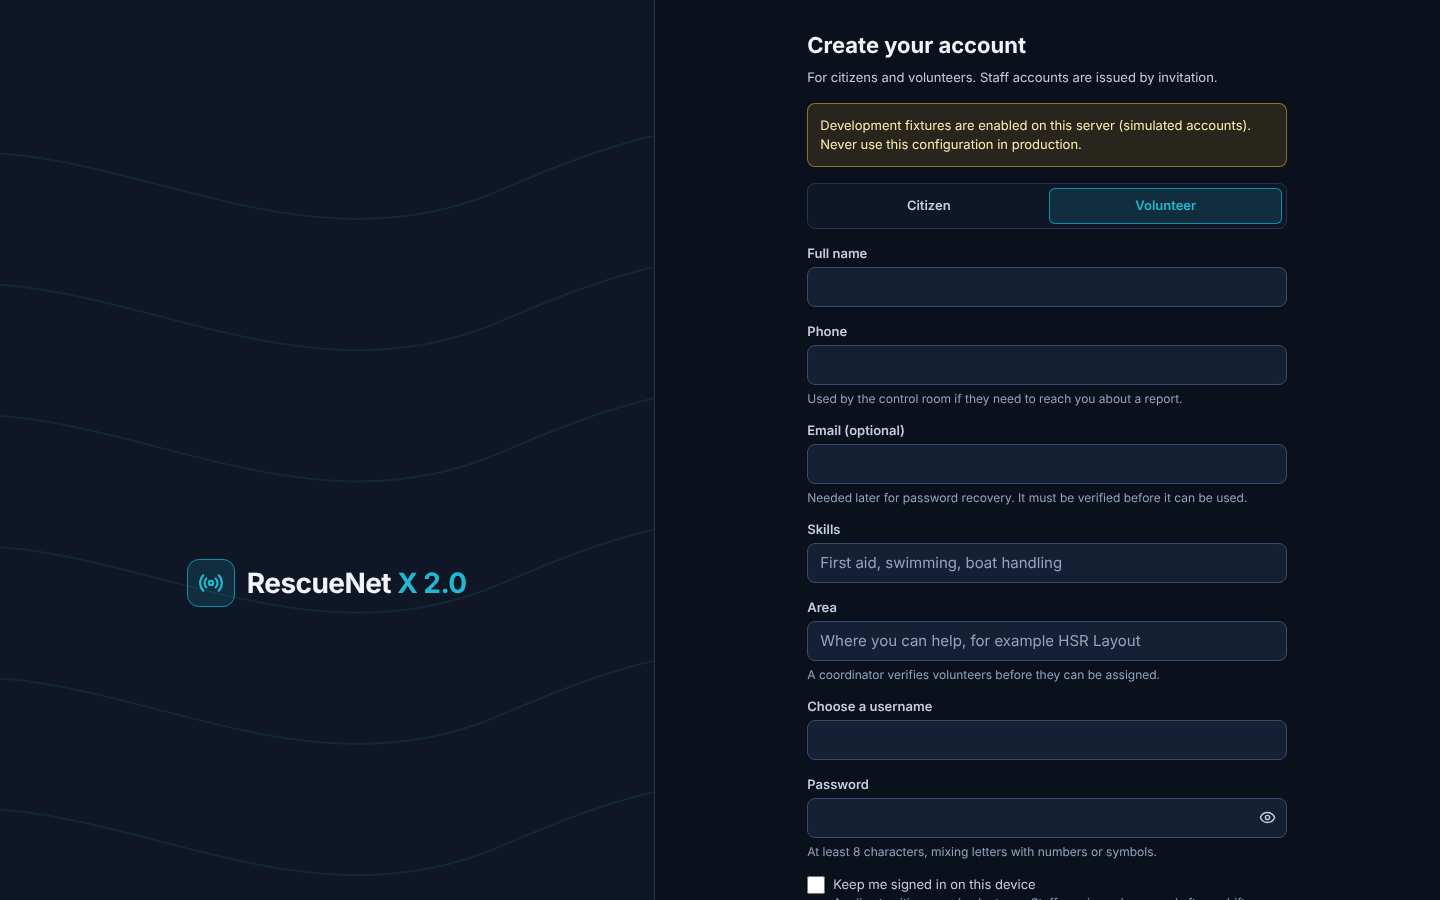 Create your account
For citizens and volunteers. Staff accounts are issued by invitation.
Development fixtures are enabled on this server (simulated accounts).
Never use this configuration in production.
Citizen
Volunteer
Full name
Phone
Used by the control room if they need to reach you about a report.
Email (optional)
Needed later for password recovery. It must be verified before it can be used.
Skills
First aid, swimming, boat handling
RescueNet X 2.0
Area
Where you can help, for example HSR Layout
A coordinator verifies volunteers before they can be assigned.
Choose a username
Password
At least 8 characters, mixing letters with numbers or symbols.
Keep me signed in on this device